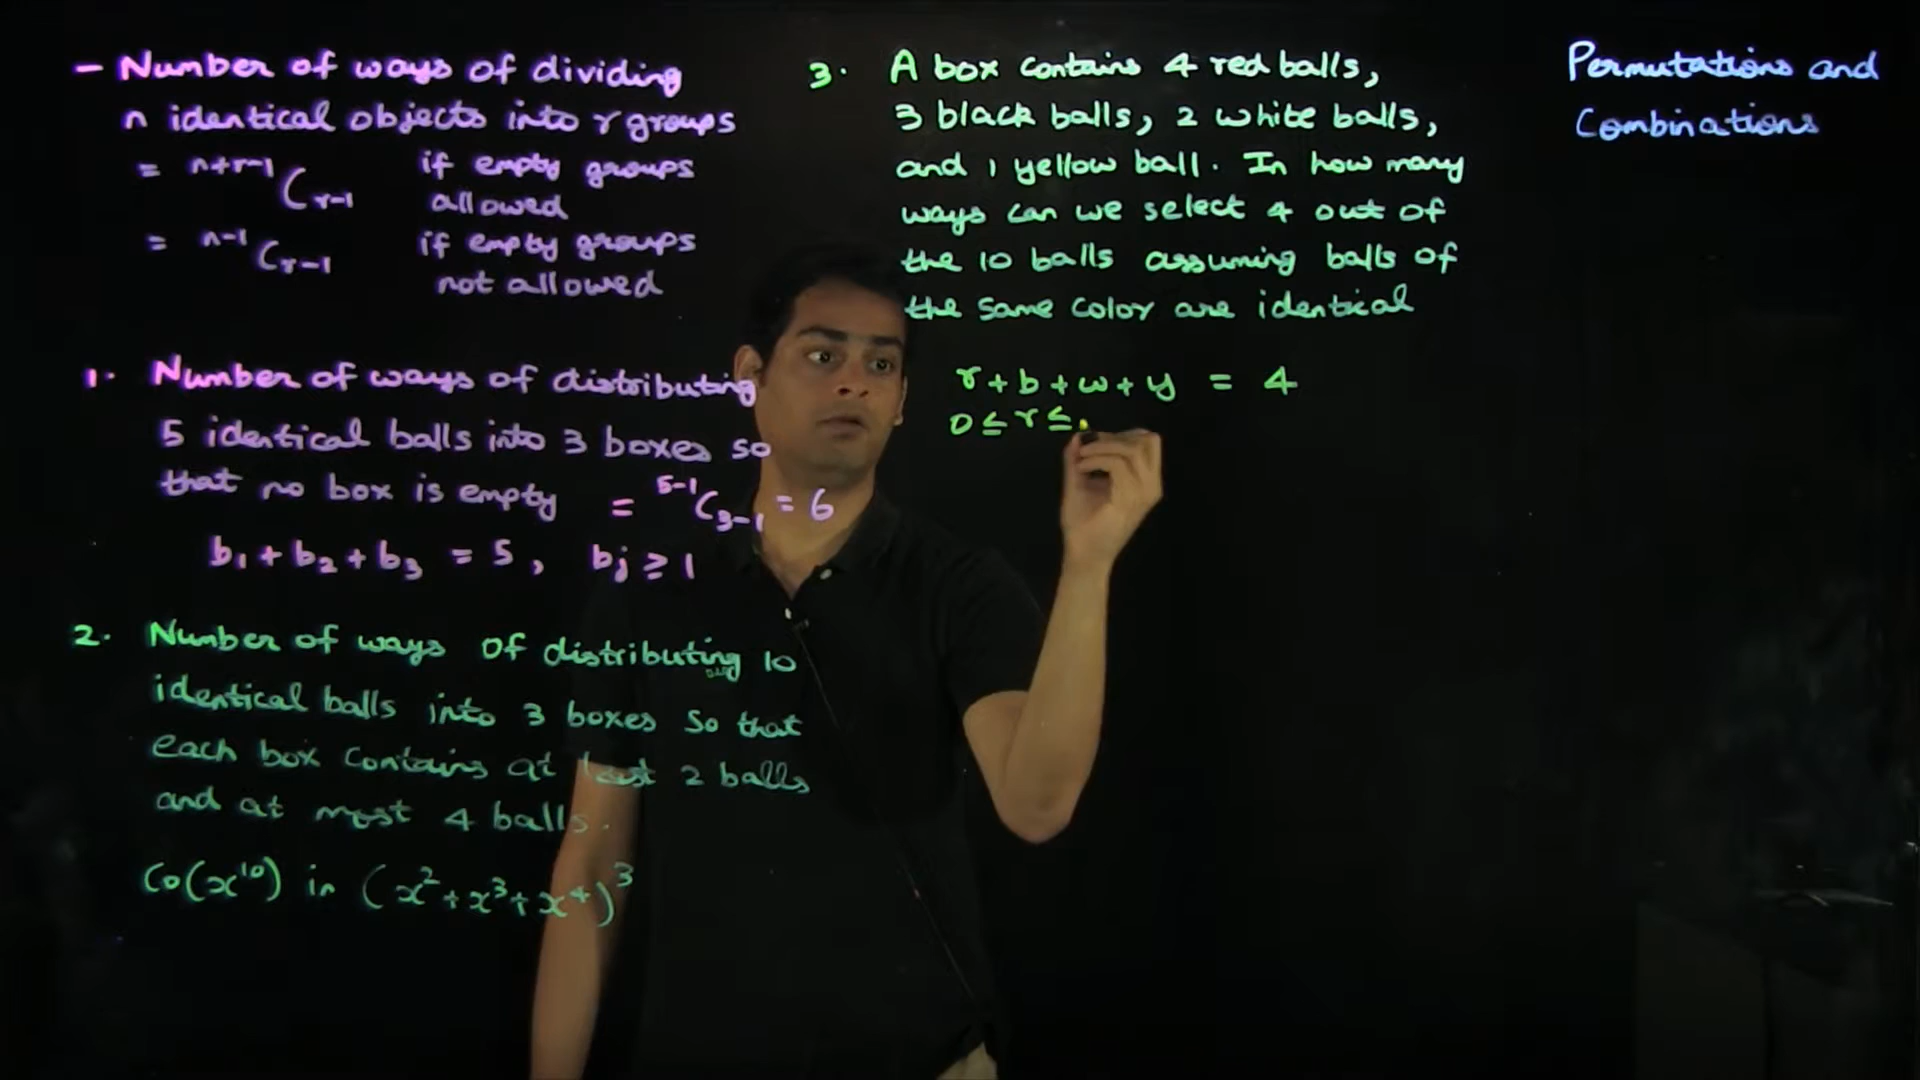 - Number of ways of dividing
n identical objects into r groups
= ⁿ⁺ʳ⁻¹Cᵣ₋₁ if empty groups
allowed
= ⁿ⁻¹Cᵣ₋₁ if empty groups
not allowed
1. Number of ways of distributing
5 identical balls into 3 boxes so
that no box is empty = ⁵⁻¹C₃₋₁ = 6
b₁ + b₂ + b₃ = 5, bj ≥ 1
2. Number of ways of distributing 10
identical balls into 3 boxes so that
each box contains at least 2 balls
and at most 4 balls.
Co(x¹⁰) in (x² + x³ + x⁴)³
3. A box contains 4 red balls,
3 black balls, 2 white balls,
and 1 yellow ball. In how many
ways can we select 4 out of
the 10 balls assuming balls of
the same color are identical
r + b + w + y = 4
0 ≤ r ≤
Permutations and
Combinations